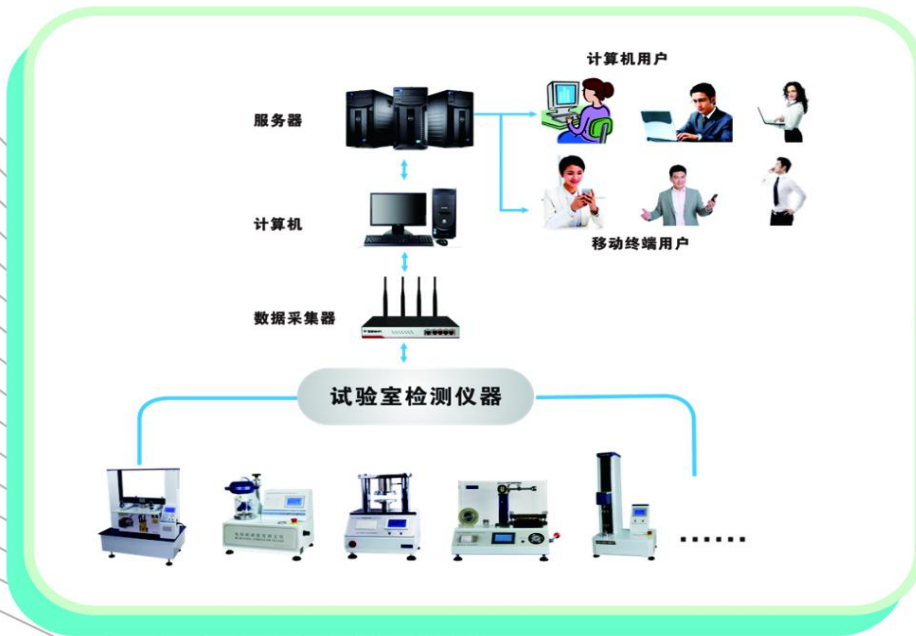 计算机用户
服务器
计算机
移动终端用户
数据采集器
试验室检测仪器
......